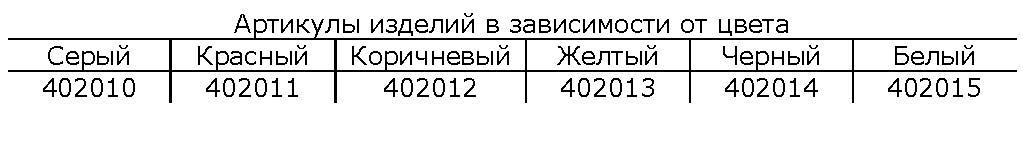 Артикулы изделий в зависимости от цвета
Серый Красный Коричневый Желтый Черный Белый
402010 402011 402012 402013 402014 402015